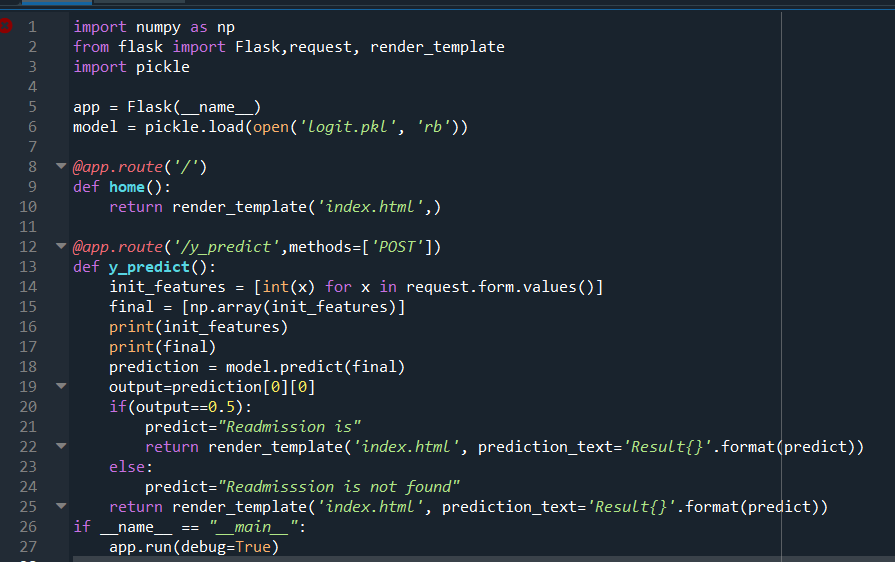 1 import numpy as np
2 from flask import Flask,request, render_template
3 import pickle
4
5 app = Flask(__name__)
6 model = pickle.load(open('logit.pkl', 'rb'))
7
8 @app.route('/')
9 def home():
10 return render_template('index.html',)
11
12 @app.route('/y_predict',methods=['POST'])
13 def y_predict():
14 init_features = [int(x) for x in request.form.values()]
15 final = [np.array(init_features)]
16 print(init_features)
17 print(final)
18 prediction = model.predict(final)
19 output=prediction[0][0]
20 if(output==0.5):
21 predict="Readmission is"
22 return render_template('index.html', prediction_text='Result{}'.format(predict))
23 else:
24 predict="Readmisssion is not found"
25 return render_template('index.html', prediction_text='Result{}'.format(predict))
26 if __name__ == "__main__":
27 app.run(debug=True)